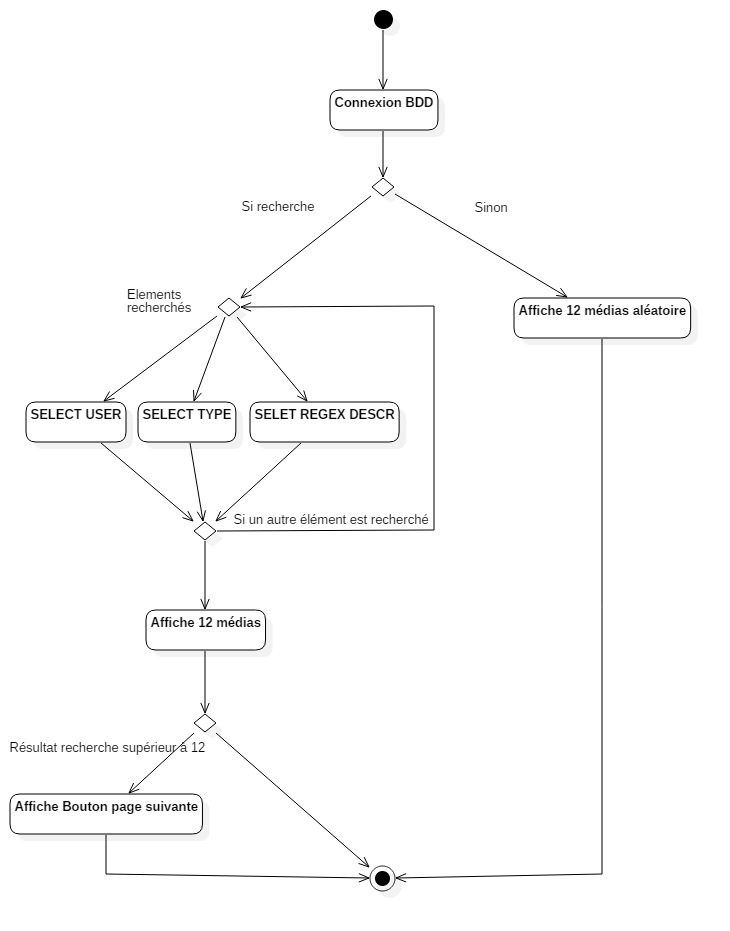 Connexion BDD
Si recherche
Sinon
Elements
recherchés
Affiche 12 médias aléatoire
SELECT USER
SELECT TYPE
SELET REGEX DESCR
Si un autre élément est recherché
Affiche 12 médias
Résultat recherche supérieur à 12
Affiche Bouton page suivante